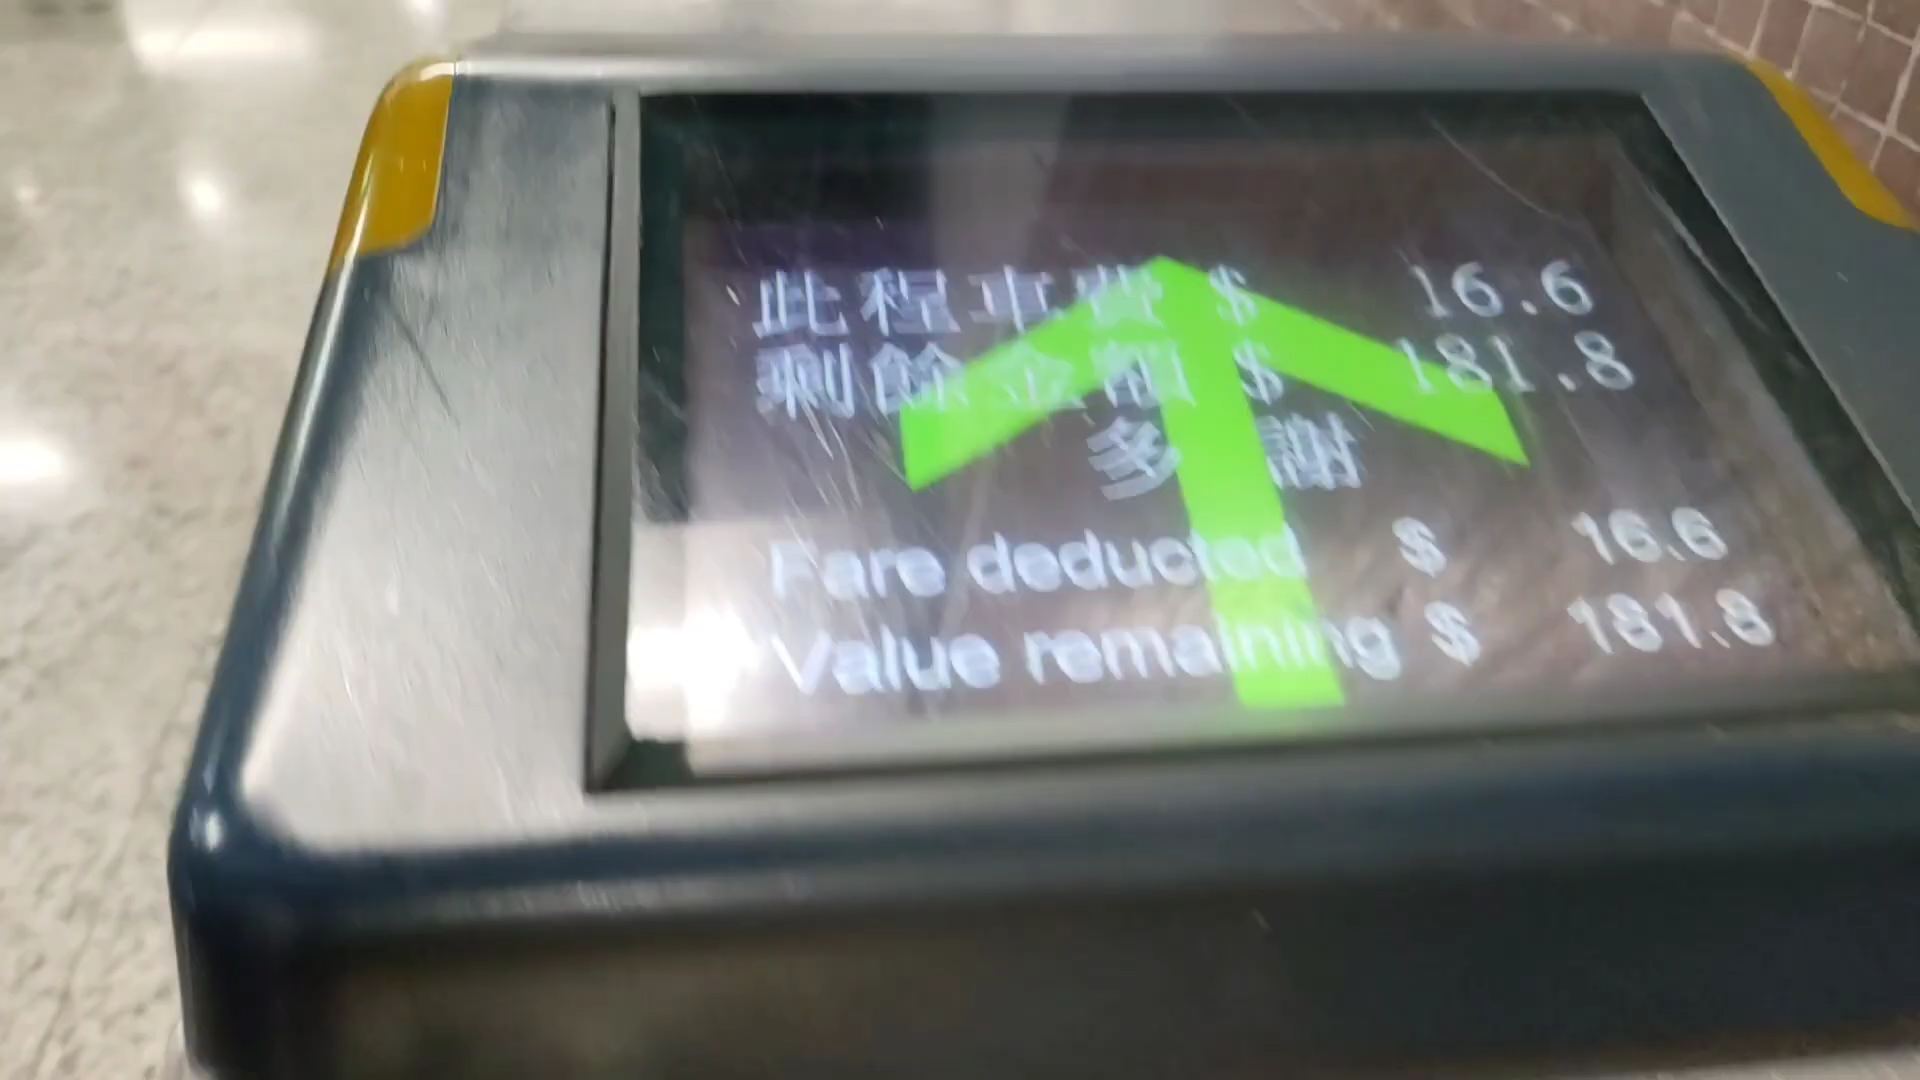 此程車費 $ 16.6
剩餘金額 $ 181.8
多謝
Fare deducted $ 16.6
Value remaining $ 181.8